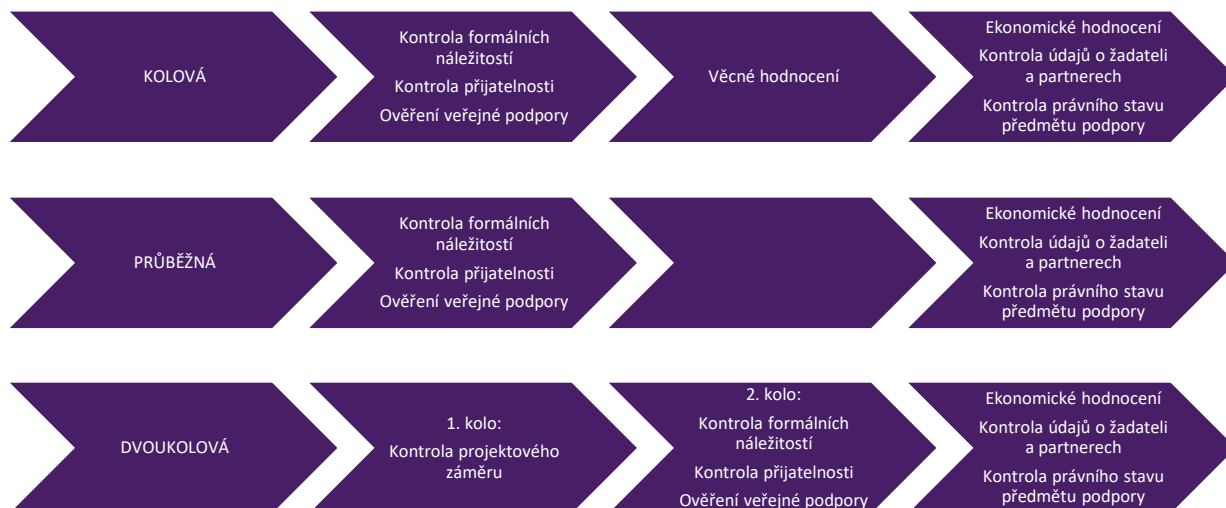 KOLOVÁ
Kontrola formálních
náležitostí
Kontrola přijatelnosti
Ověření veřejné podpory
Věcné hodnocení
Ekonomické hodnocení
Kontrola údajů o žadateli
a partnerech
Kontrola právního stavu
předmětu podpory
PRŮBĚŽNÁ
Kontrola formálních
náležitostí
Kontrola přijatelnosti
Ověření veřejné podpory
Ekonomické hodnocení
Kontrola údajů o žadateli
a partnerech
Kontrola právního stavu
předmětu podpory
DVOUKOLOVÁ
1. kolo:
Kontrola projektového
záměru
2. kolo:
Kontrola formálních
náležitostí
Kontrola přijatelnosti
Ověření veřejné podpory
Ekonomické hodnocení
Kontrola údajů o žadateli
a partnerech
Kontrola právního stavu
předmětu podpory